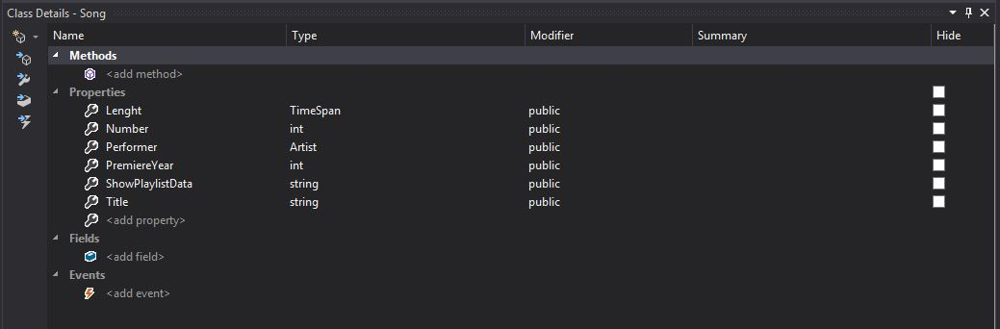 Class Details - Song
Name Type Modifier Summary Hide
Methods
<add method>
Properties
Lenght TimeSpan public
Number int public
Performer Artist public
PremiereYear int public
ShowPlaylistData string public
Title string public
<add property>
Fields
<add field>
Events
<add event>